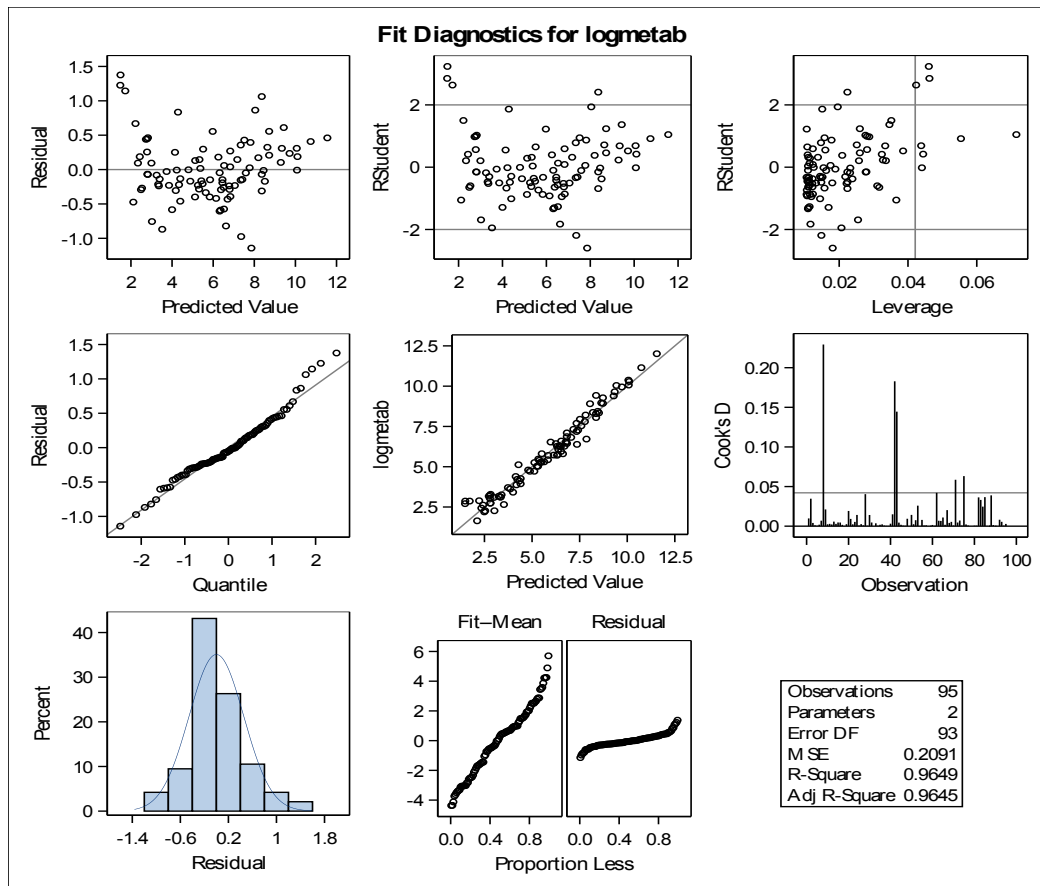 Fit Diagnostics for logmetab
Residual
1.5
1.0
0.5
0.0
-0.5
-1.0
2 4 6 8 10 12
Predicted Value
RStudent
2
0
-2
2 4 6 8 10 12
Predicted Value
RStudent
2
0
-2
0.02 0.04 0.06
Leverage
Residual
1.5
1.0
0.5
0.0
-0.5
-1.0
-2 -1 0 1 2
Quantile
logmetab
12.5
10.0
7.5
5.0
2.5
2.5 5.0 7.5 10.0 12.5
Predicted Value
Cook's D
0.20
0.15
0.10
0.05
0.00
0 20 40 60 80 100
Observation
Percent
40
30
20
10
0
-1.4 -0.6 0.2 1.0 1.8
Residual
Fit–Mean Residual
6
4
2
0
-2
-4
0.0 0.4 0.8 0.0 0.4 0.8
Proportion Less
Observations 95
Parameters 2
Error DF 93
MSE 0.2091
R-Square 0.9649
Adj R-Square 0.9645